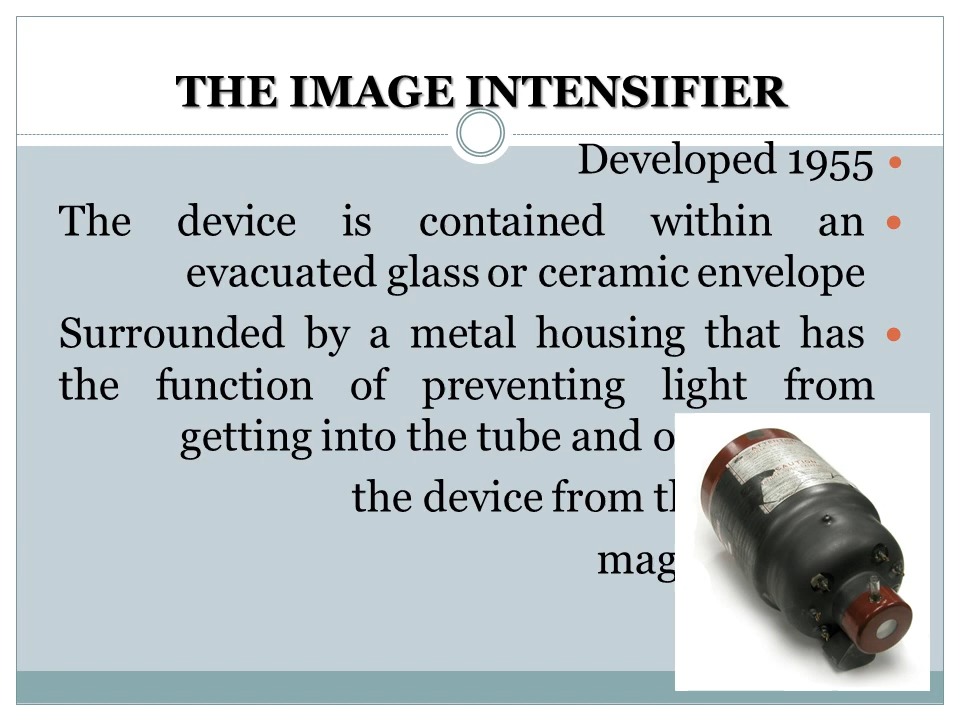 THE IMAGE INTENSIFIER
Developed 1955
The device is contained within an
evacuated glass or ceramic envelope
Surrounded by a metal housing that has
the function of preventing light from
getting into the tube and
the device from
CAUTION